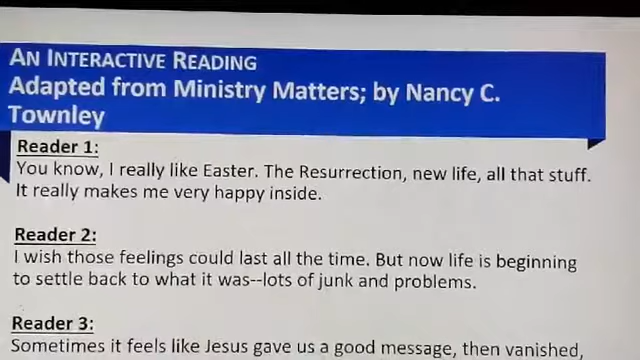 AN INTERACTIVE READING
Adapted from Ministry Matters; by Nancy C.
Townley
Reader 1:
You know, I really like Easter. The Resurrection, new life, all that stuff.
It really makes me very happy inside.
Reader 2:
I wish those feelings could last all the time. But now life is beginning
to settle back to what it was--lots of junk and problems.
Reader 3:
Sometimes it feels like Jesus gave us a good message, then vanished,